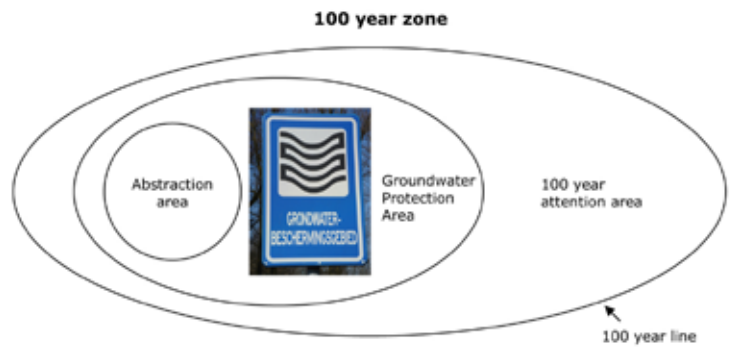 100 year zone
Abstraction
area
GRONDWATER-
BESCHERMINGSGEBIED
Groundwater
Protection
Area
100 year
attention area
100 year line